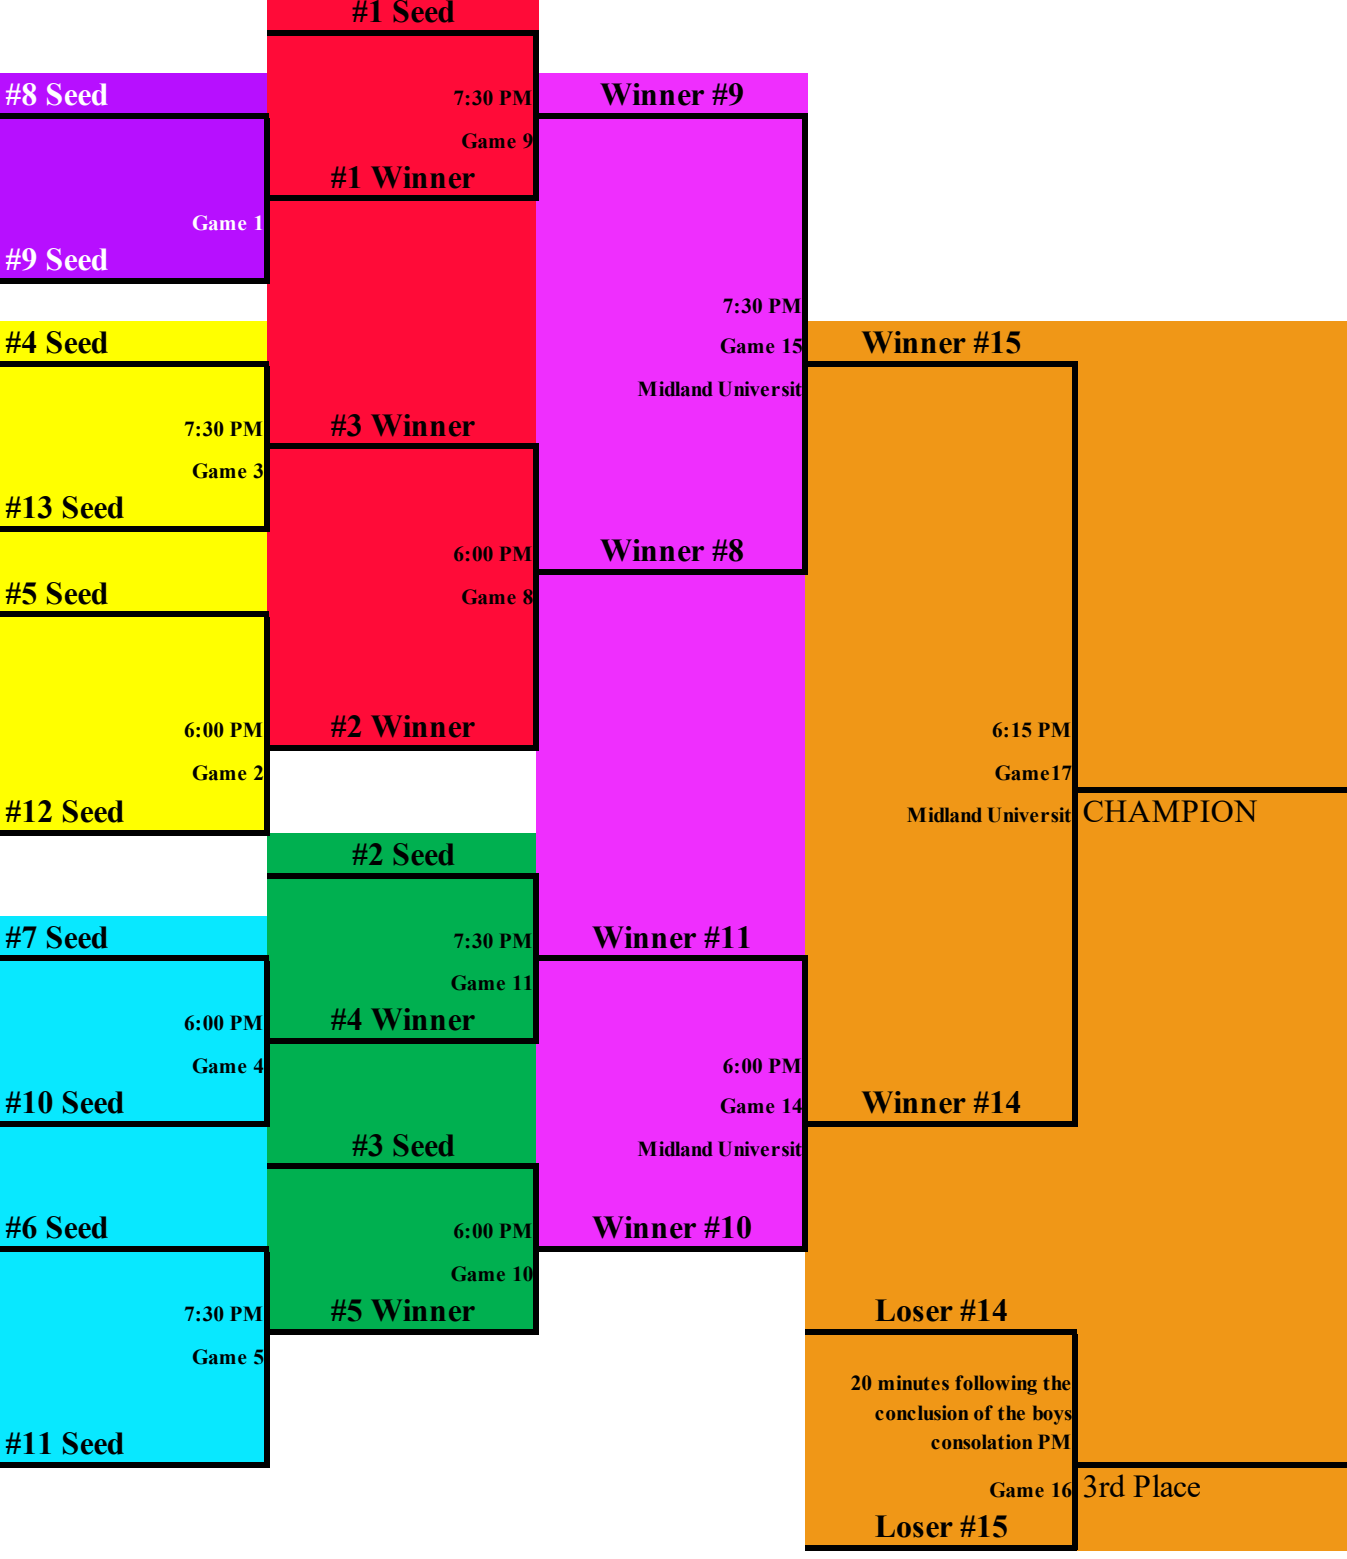 #1 Seed
7:30 PM
Game 9
#1 Winner
#8 Seed
Game 1
#9 Seed
#4 Seed
7:30 PM
Game 3
#13 Seed
#5 Seed
6:00 PM
Game 2
#12 Seed
#3 Winner
6:00 PM
Game 8
#2 Winner
Winner #9
7:30 PM
Game 15
Midland Universit
Winner #8
#2 Seed
7:30 PM
Game 11
#4 Winner
#7 Seed
6:00 PM
Game 4
#10 Seed
#3 Seed
6:00 PM
Game 10
#5 Winner
#6 Seed
7:30 PM
Game 5
#11 Seed
Winner #11
6:00 PM
Game 14
Midland Universit
Winner #10
Winner #15
6:15 PM
Game17
Midland Universit
CHAMPION
Winner #14
Loser #14
20 minutes following the
conclusion of the boys
consolation PM
Game 16
3rd Place
Loser #15